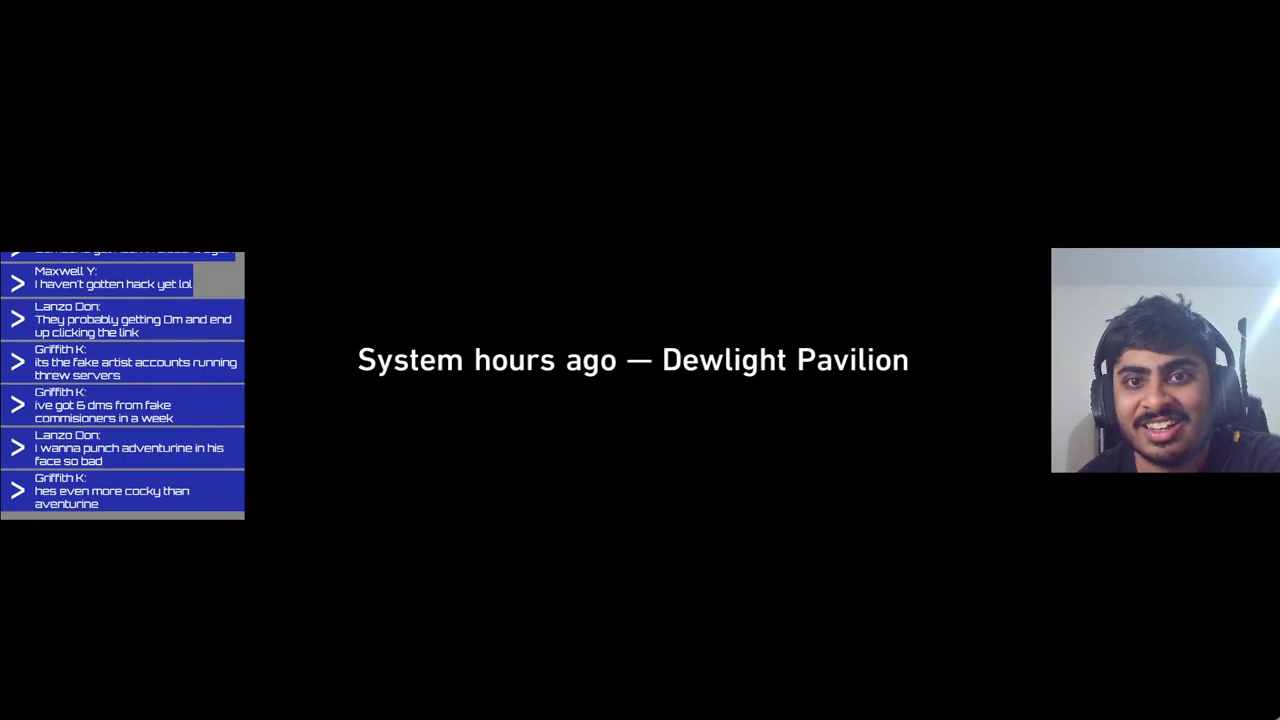 Maxwell Y:
I haven't gotten hack yet lol
Lanzo Don:
They probably getting Dm and end
up clicking the link
Griffith K:
its the fake artist accounts running
threw servers
Griffith K:
ive got 6 dms from fake
commisioners in a week
Lanzo Don:
I wanna punch adventurine in his
face so bad
Griffith K:
hes even more cocky than
aventurine
System hours ago — Dewlight Pavilion